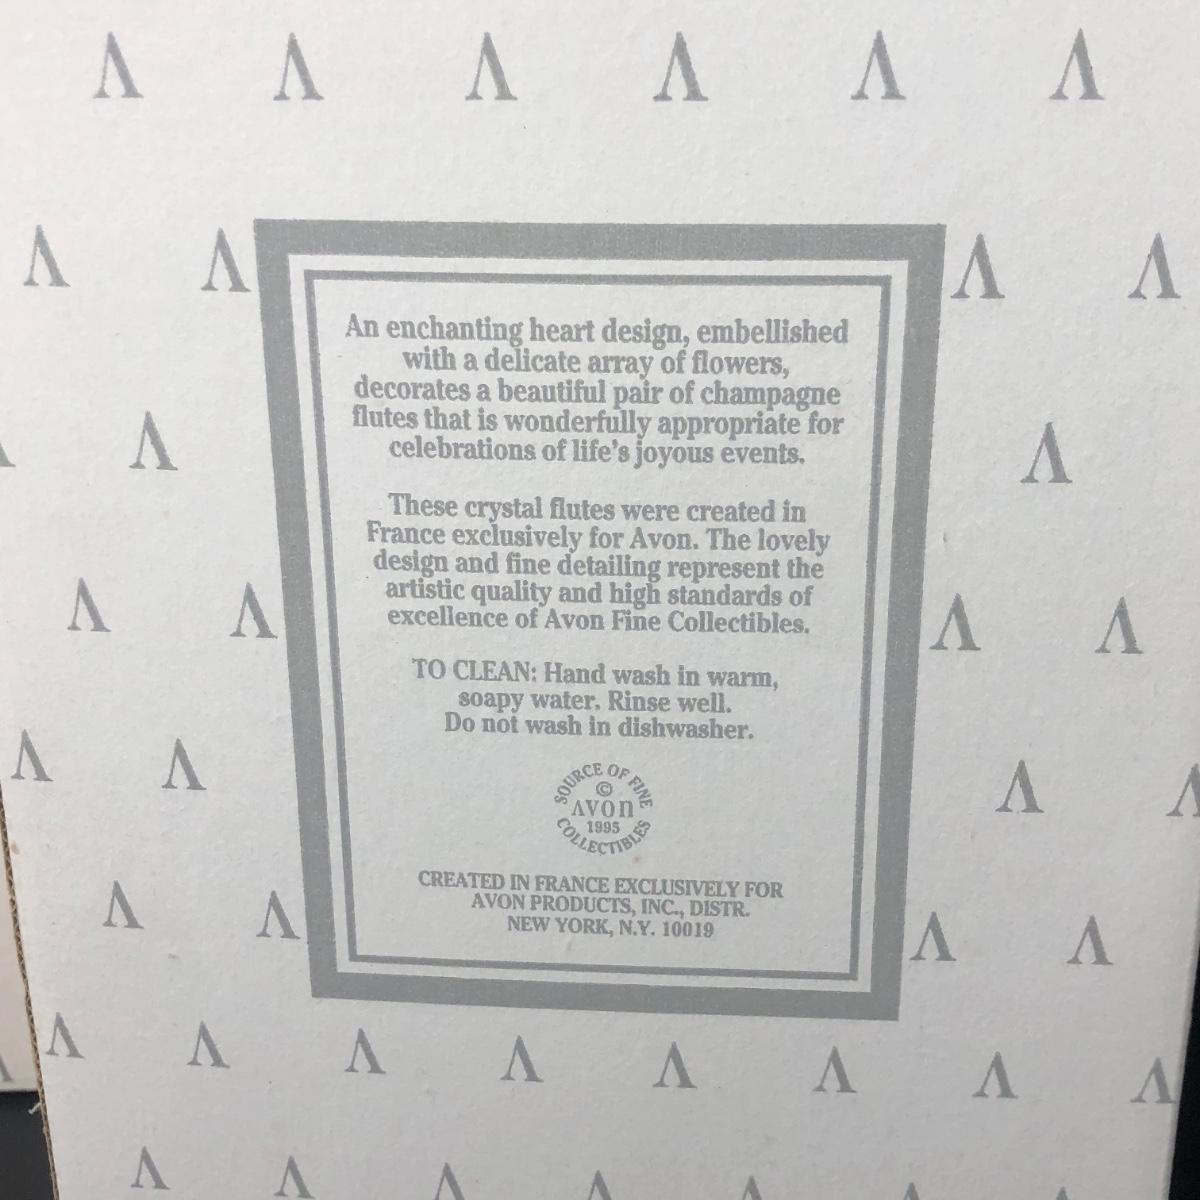 An enchanting heart design, embellished
with a delicate array of flowers,
decorates a beautiful pair of champagne
flutes that is wonderfully appropriate for
celebrations of life's joyous events.
These crystal flutes were created in
France exclusively for Avon. The lovely
design and fine detailing represent the
artistic quality and high standards of
excellence of Avon Fine Collectibles.
TO CLEAN: Hand wash in warm,
soapy water. Rinse well.
Do not wash in dishwasher.
SOURCE OF FINE
©
AVON
1995
COLLECTIBLES
CREATED IN FRANCE EXCLUSIVELY FOR
AVON PRODUCTS, INC., DISTR.
NEW YORK, N.Y. 10019